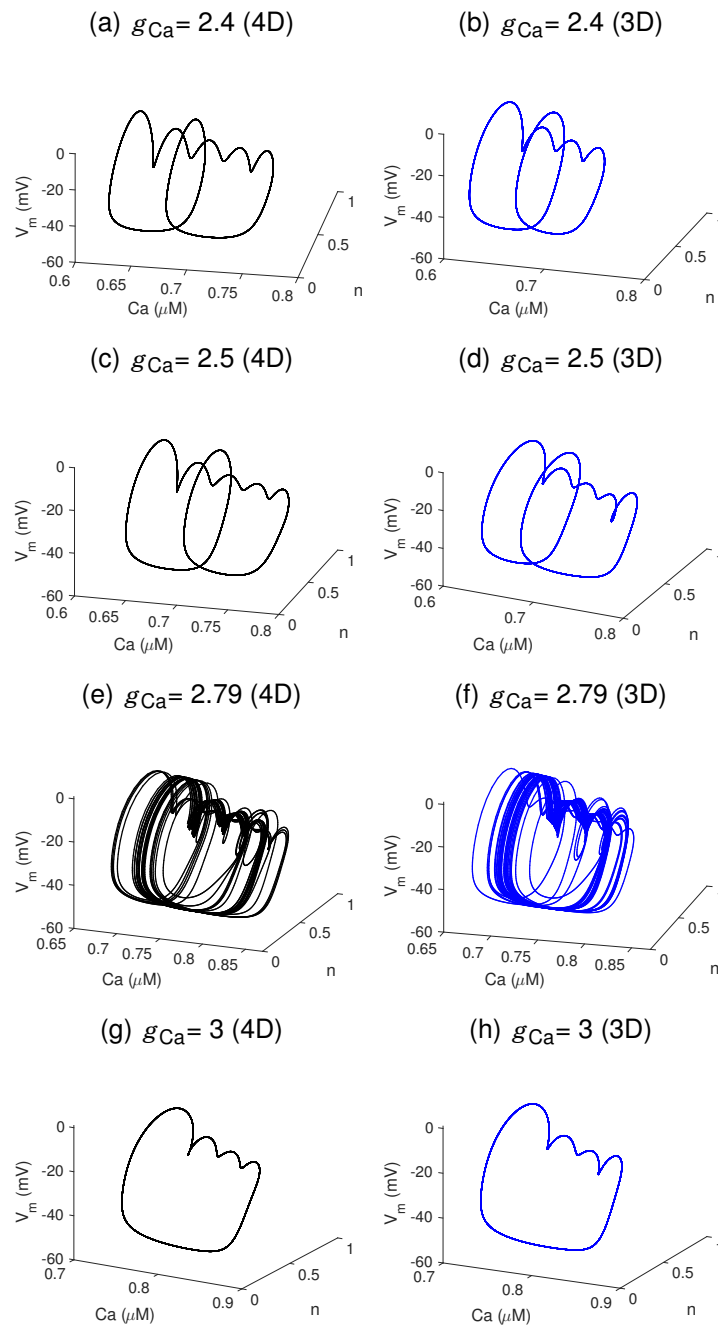 (a) gCa= 2.4 (4D)
(b) gCa= 2.4 (3D)
0
-20
-40
-60
Vm (mV)
0.6
0.65
0.7
0.75
0.8
Ca (μM)
0
0.5
1
n
0
-20
-40
-60
Vm (mV)
0.6
0.7
0.8
Ca (μM)
0
0.5
n
(c) gCa= 2.5 (4D)
(d) gCa= 2.5 (3D)
0
-20
-40
-60
Vm (mV)
0.6
0.65
0.7
0.75
0.8
Ca (μM)
0
0.5
1
n
0
-20
-40
-60
Vm (mV)
0.6
0.7
0.8
Ca (μM)
0
0.5
n
(e) gCa= 2.79 (4D)
(f) gCa= 2.79 (3D)
0
-20
-40
-60
Vm (mV)
0.65
0.7
0.75
0.8
0.85
Ca (μM)
0
0.5
1
n
0
-20
-40
-60
Vm (mV)
0.65
0.7
0.75
0.8
0.85
Ca (μM)
0
0.5
n
(g) gCa= 3 (4D)
(h) gCa= 3 (3D)
0
-20
-40
-60
Vm (mV)
0.7
0.8
0.9
Ca (μM)
0
0.5
1
n
0
-20
-40
-60
Vm (mV)
0.7
0.8
0.9
Ca (μM)
0
0.5
n